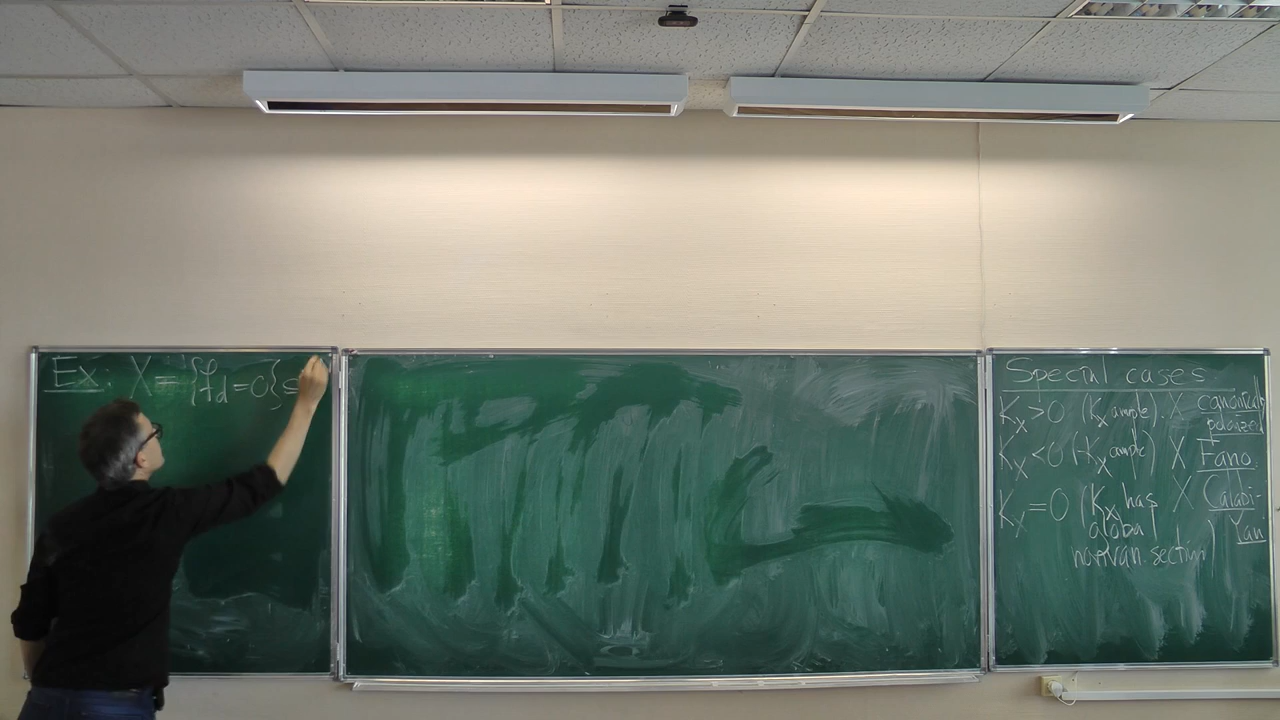 Ex: X = {f_d = 0} ⊂
Special cases
K_X > 0 (K_X ample). X canonically polarized
K_X < 0 (-K_X ample) X Fano.
K_X = 0 (K_X has X Calabi-
global ) Yau
nonvan. section